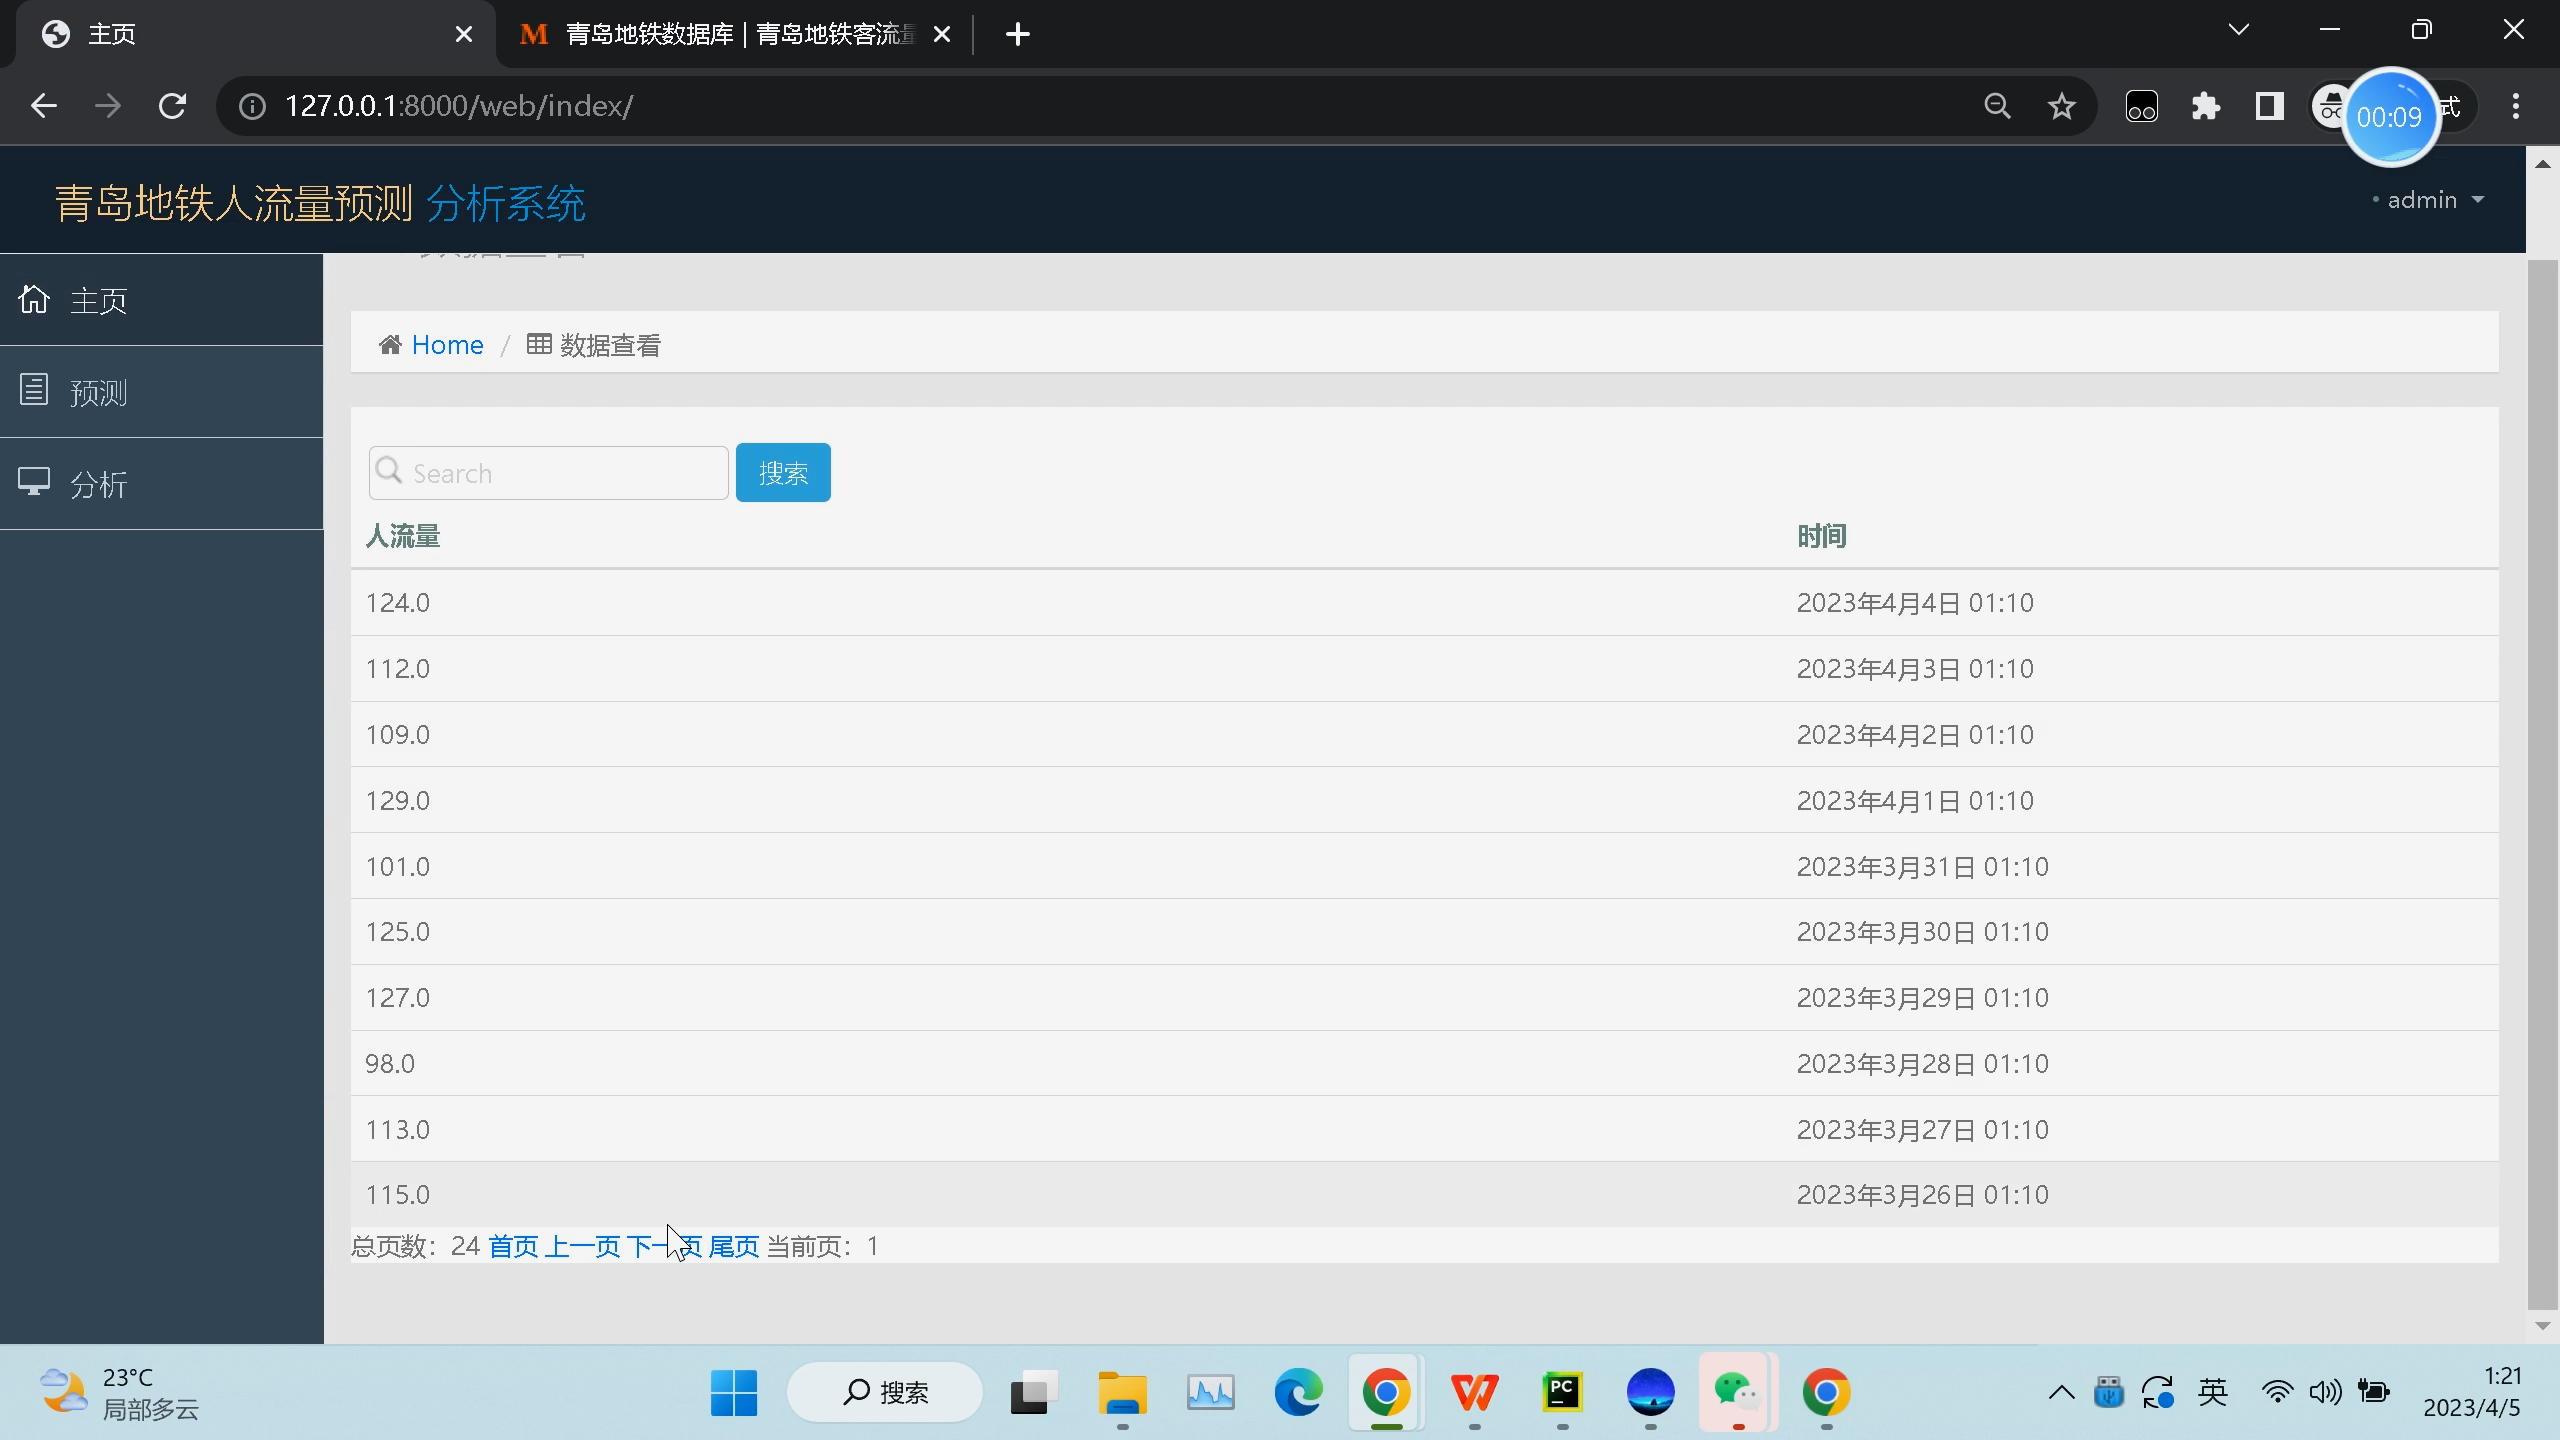 主页
青岛地铁数据库 | 青岛地铁客流量
127.0.0.1:8000/web/index/
00:09
式
青岛地铁人流量预测 分析系统
admin
主页
预测
分析
Home / 数据查看
Search
搜索
人流量 时间
124.0 2023年4月4日 01:10
112.0 2023年4月3日 01:10
109.0 2023年4月2日 01:10
129.0 2023年4月1日 01:10
101.0 2023年3月31日 01:10
125.0 2023年3月30日 01:10
127.0 2023年3月29日 01:10
98.0 2023年3月28日 01:10
113.0 2023年3月27日 01:10
115.0 2023年3月26日 01:10
总页数：24 首页 上一页 下一页 尾页 当前页：1
23°C
局部多云
搜索
英
1:21
2023/4/5